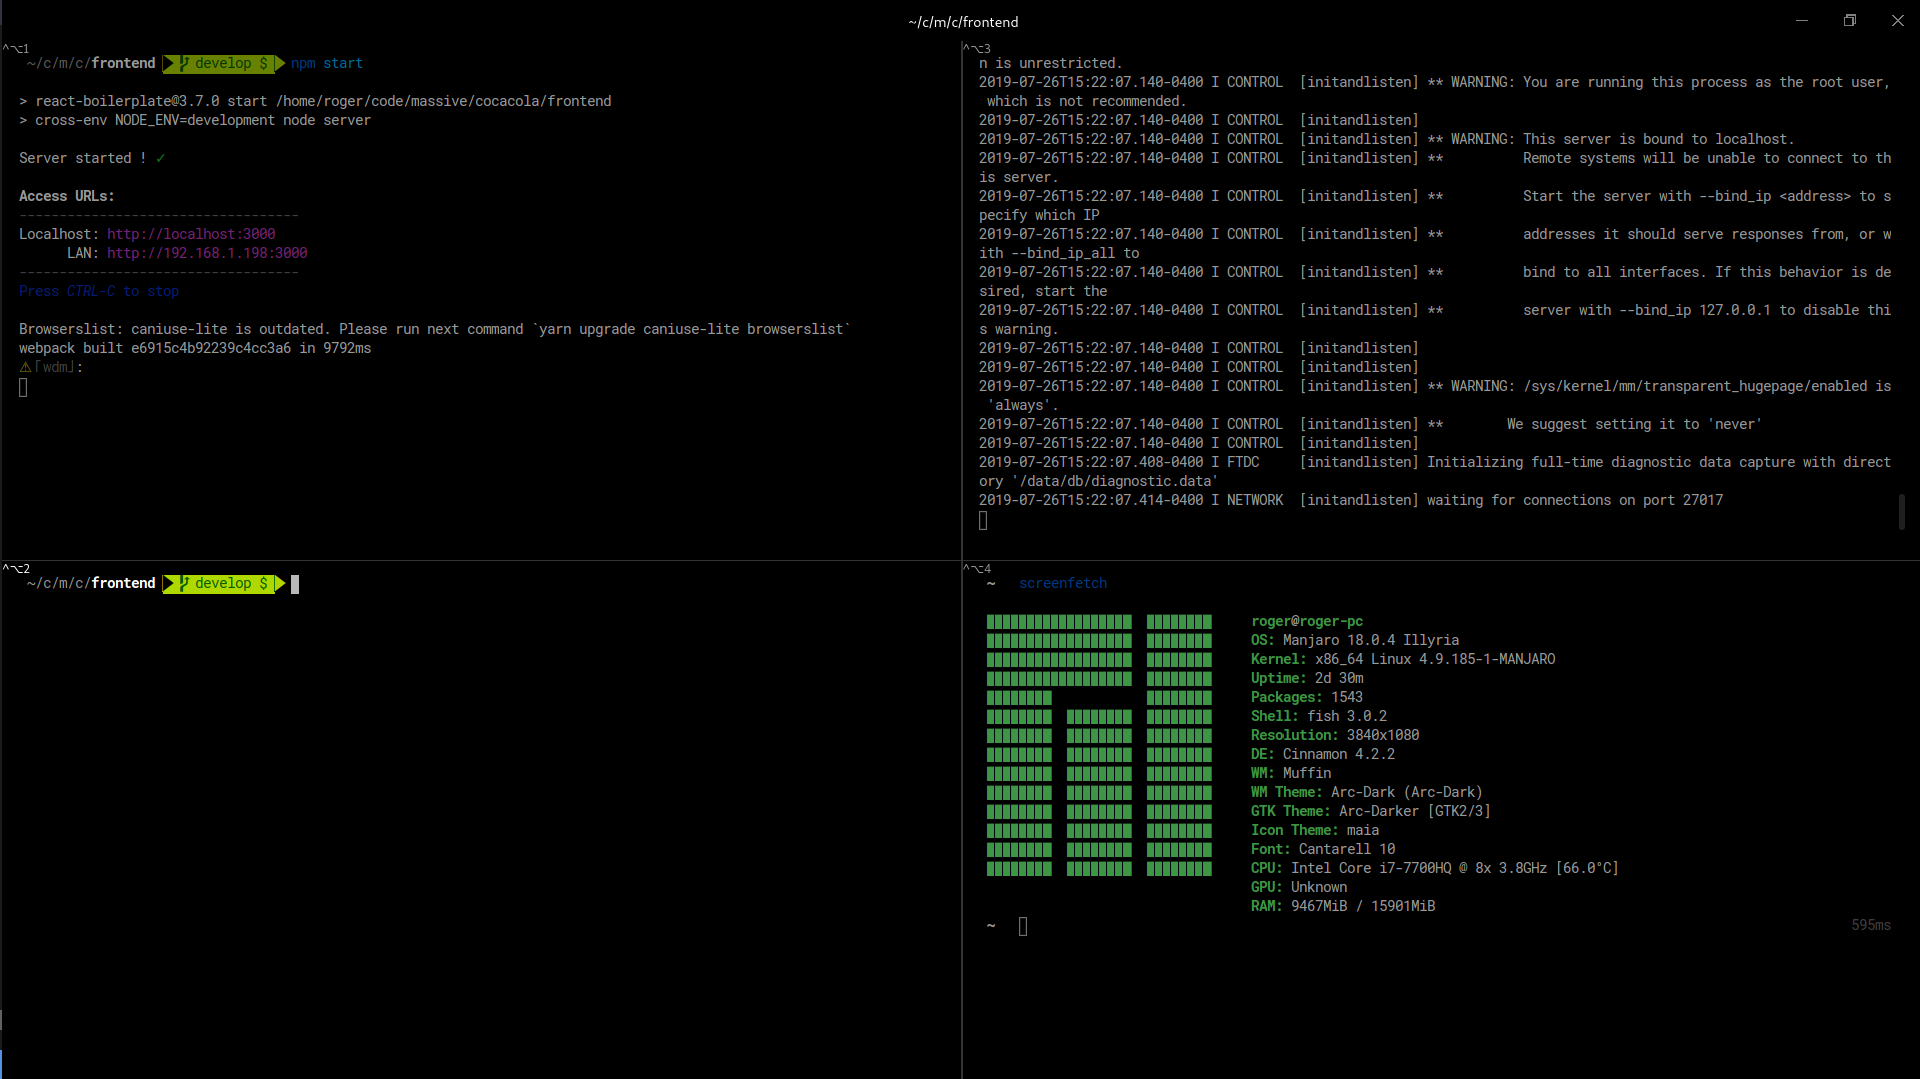 ~/c/m/c/frontend
^⌥1
~/c/m/c/frontend develop $ npm start
> react-boilerplate@3.7.0 start /home/roger/code/massive/cocacola/frontend
> cross-env NODE_ENV=development node server
Server started ! ✓
Access URLs:
-----------------------------------
Localhost: http://localhost:3000
LAN: http://192.168.1.198:3000
-----------------------------------
Press CTRL-C to stop
Browserslist: caniuse-lite is outdated. Please run next command `yarn upgrade caniuse-lite browserslist`
webpack built e6915c4b92239c4cc3a6 in 9792ms
⚠「wdm」:
^⌥2
~/c/m/c/frontend develop $
^⌥3
n is unrestricted.
2019-07-26T15:22:07.140-0400 I CONTROL  [initandlisten] ** WARNING: You are running this process as the root user,
which is not recommended.
2019-07-26T15:22:07.140-0400 I CONTROL  [initandlisten]
2019-07-26T15:22:07.140-0400 I CONTROL  [initandlisten] ** WARNING: This server is bound to localhost.
2019-07-26T15:22:07.140-0400 I CONTROL  [initandlisten] **          Remote systems will be unable to connect to th
is server.
2019-07-26T15:22:07.140-0400 I CONTROL  [initandlisten] **          Start the server with --bind_ip <address> to s
pecify which IP
2019-07-26T15:22:07.140-0400 I CONTROL  [initandlisten] **          addresses it should serve responses from, or w
ith --bind_ip_all to
2019-07-26T15:22:07.140-0400 I CONTROL  [initandlisten] **          bind to all interfaces. If this behavior is de
sired, start the
2019-07-26T15:22:07.140-0400 I CONTROL  [initandlisten] **          server with --bind_ip 127.0.0.1 to disable thi
s warning.
2019-07-26T15:22:07.140-0400 I CONTROL  [initandlisten]
2019-07-26T15:22:07.140-0400 I CONTROL  [initandlisten]
2019-07-26T15:22:07.140-0400 I CONTROL  [initandlisten] ** WARNING: /sys/kernel/mm/transparent_hugepage/enabled is
'always'.
2019-07-26T15:22:07.140-0400 I CONTROL  [initandlisten] **        We suggest setting it to 'never'
2019-07-26T15:22:07.140-0400 I CONTROL  [initandlisten]
2019-07-26T15:22:07.408-0400 I FTDC     [initandlisten] Initializing full-time diagnostic data capture with direct
ory '/data/db/diagnostic.data'
2019-07-26T15:22:07.414-0400 I NETWORK  [initandlisten] waiting for connections on port 27017
^⌥4
~ screenfetch
roger@roger-pc
OS: Manjaro 18.0.4 Illyria
Kernel: x86_64 Linux 4.9.185-1-MANJARO
Uptime: 2d 30m
Packages: 1543
Shell: fish 3.0.2
Resolution: 3840x1080
DE: Cinnamon 4.2.2
WM: Muffin
WM Theme: Arc-Dark (Arc-Dark)
GTK Theme: Arc-Darker [GTK2/3]
Icon Theme: maia
Font: Cantarell 10
CPU: Intel Core i7-7700HQ @ 8x 3.8GHz [66.0°C]
GPU: Unknown
RAM: 9467MiB / 15901MiB
~
595ms